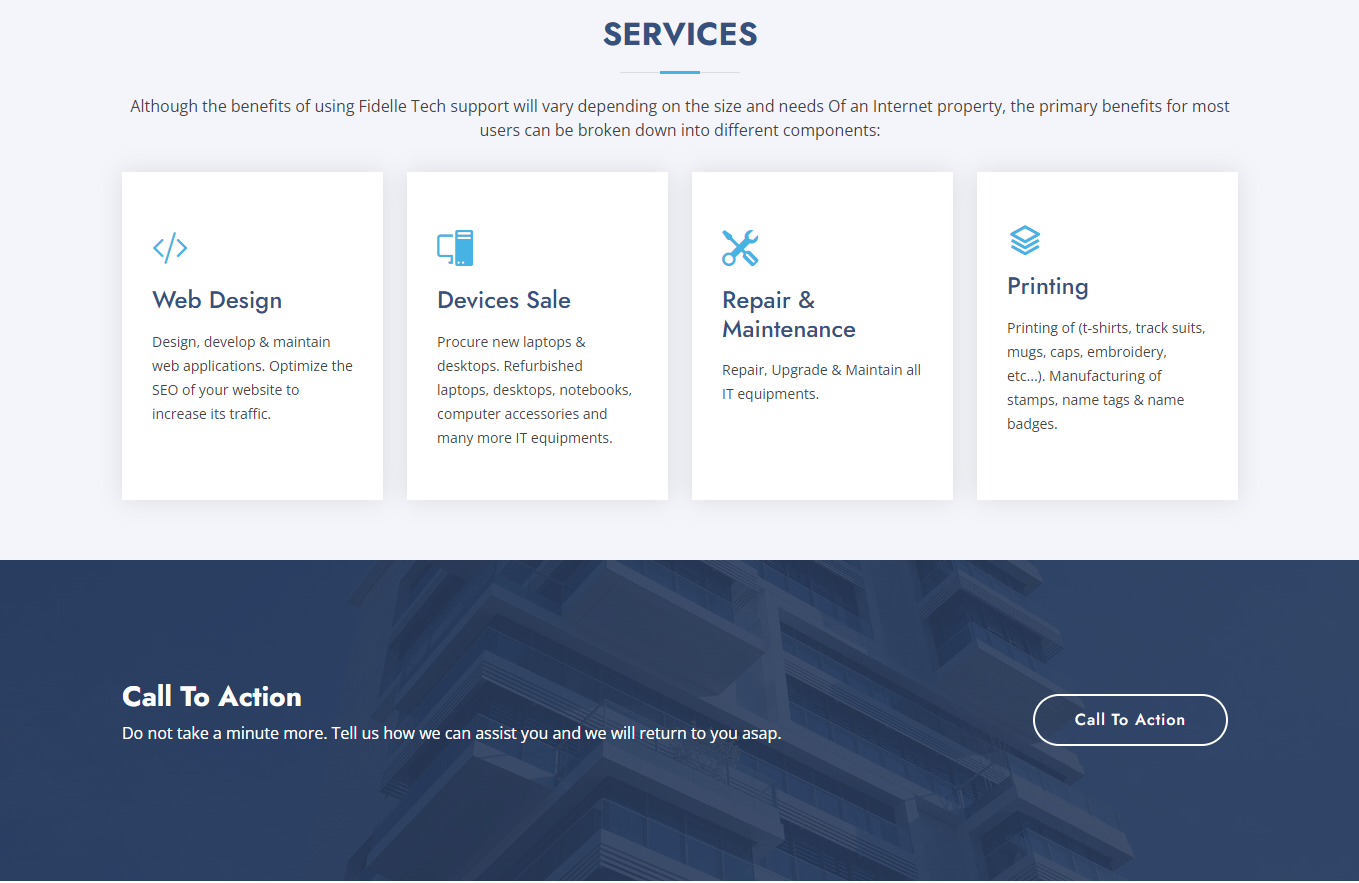 SERVICES
Although the benefits of using Fidelle Tech support will vary depending on the size and needs Of an Internet property, the primary benefits for most
users can be broken down into different components:
Web Design
Design, develop & maintain
web applications. Optimize the
SEO of your website to
increase its traffic.
Devices Sale
Procure new laptops &
desktops. Refurbished
laptops, desktops, notebooks,
computer accessories and
many more IT equipments.
Repair &
Maintenance
Repair, Upgrade & Maintain all
IT equipments.
Printing
Printing of (t-shirts, track suits,
mugs, caps, embroidery,
etc...). Manufacturing of
stamps, name tags & name
badges.
Call To Action
Do not take a minute more. Tell us how we can assist you and we will return to you asap.
Call To Action